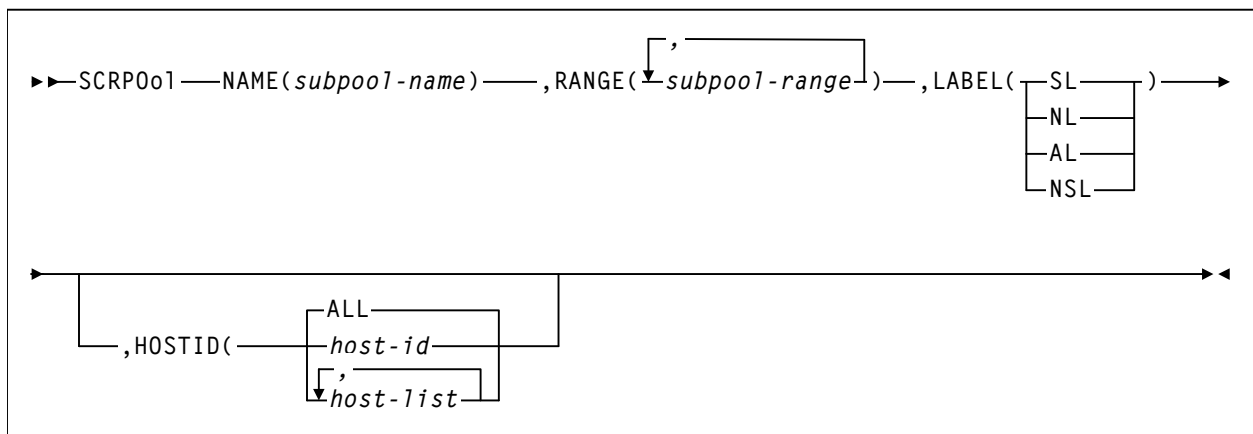 ,
SCRPOol NAME(subpool-name) ,RANGE( subpool-range ) ,LABEL( SL )
NL
AL
NSL
ALL
,HOSTID( host-id
,
host-list